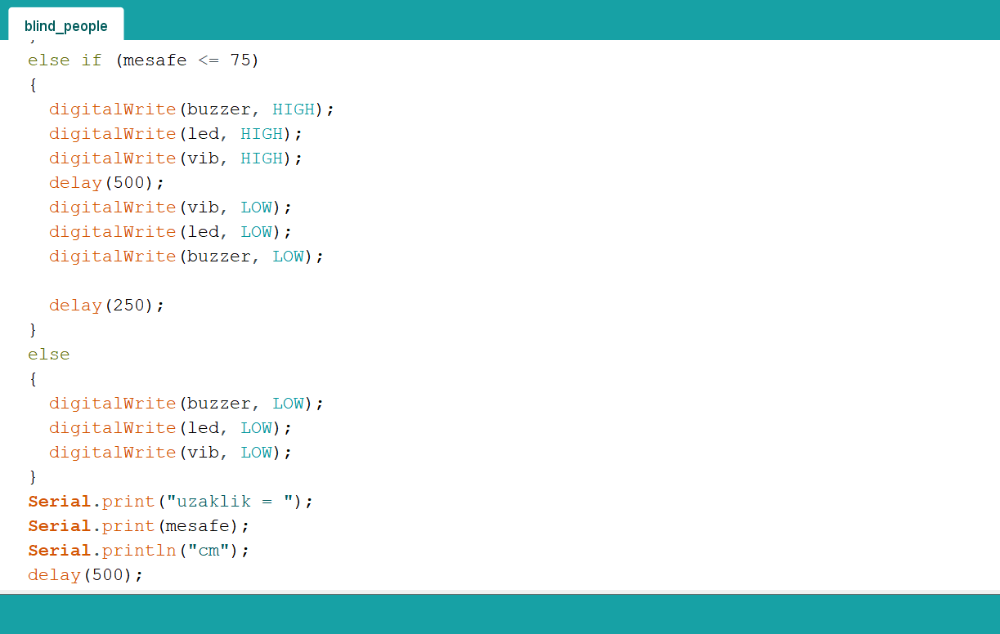 blind_people
}
else if (mesafe <= 75)
{
  digitalWrite(buzzer, HIGH);
  digitalWrite(led, HIGH);
  digitalWrite(vib, HIGH);
  delay(500);
  digitalWrite(vib, LOW);
  digitalWrite(led, LOW);
  digitalWrite(buzzer, LOW);

  delay(250);
}
else
{
  digitalWrite(buzzer, LOW);
  digitalWrite(led, LOW);
  digitalWrite(vib, LOW);
}
Serial.print("uzaklik = ");
Serial.print(mesafe);
Serial.println("cm");
delay(500);